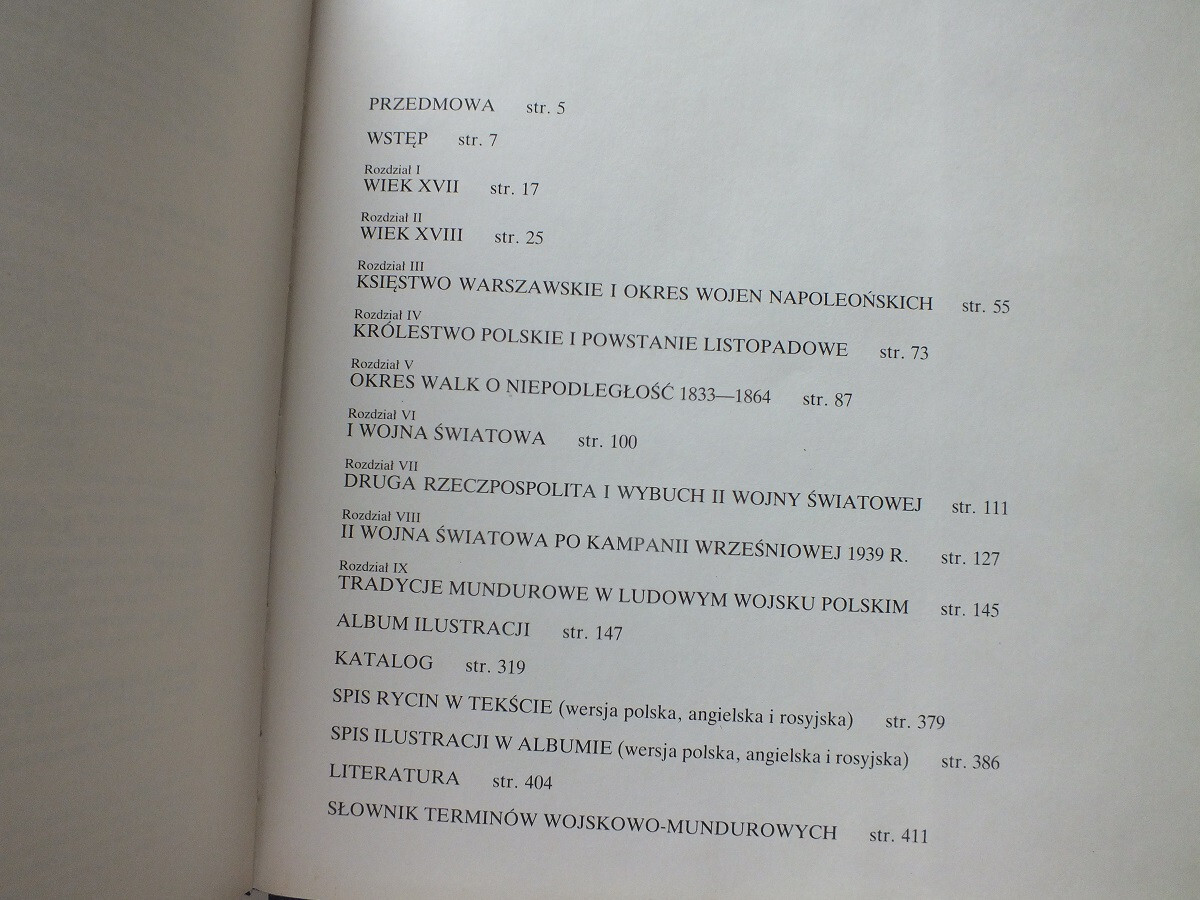 PRZEDMOWA str. 5
WSTĘP str. 7
Rozdział I
WIEK XVII str. 17
Rozdział II
WIEK XVIII str. 25
Rozdział III
KSIĘSTWO WARSZAWSKIE I OKRES WOJEN NAPOLEOŃSKICH str. 55
Rozdział IV
KRÓLESTWO POLSKIE I POWSTANIE LISTOPADOWE str. 73
Rozdział V
OKRES WALK O NIEPODLEGŁOŚĆ 1833—1864 str. 87
Rozdział VI
I WOJNA ŚWIATOWA str. 100
Rozdział VII
DRUGA RZECZPOSPOLITA I WYBUCH II WOJNY ŚWIATOWEJ str. 111
Rozdział VIII
II WOJNA ŚWIATOWA PO KAMPANII WRZEŚNIOWEJ 1939 R. str. 127
Rozdział IX
TRADYCJE MUNDUROWE W LUDOWYM WOJSKU POLSKIM str. 145
ALBUM ILUSTRACJI str. 147
KATALOG str. 319
SPIS RYCIN W TEKŚCIE (wersja polska, angielska i rosyjska) str. 379
SPIS ILUSTRACJI W ALBUMIE (wersja polska, angielska i rosyjska) str. 386
LITERATURA str. 404
SŁOWNIK TERMINÓW WOJSKOWO-MUNDUROWYCH str. 411